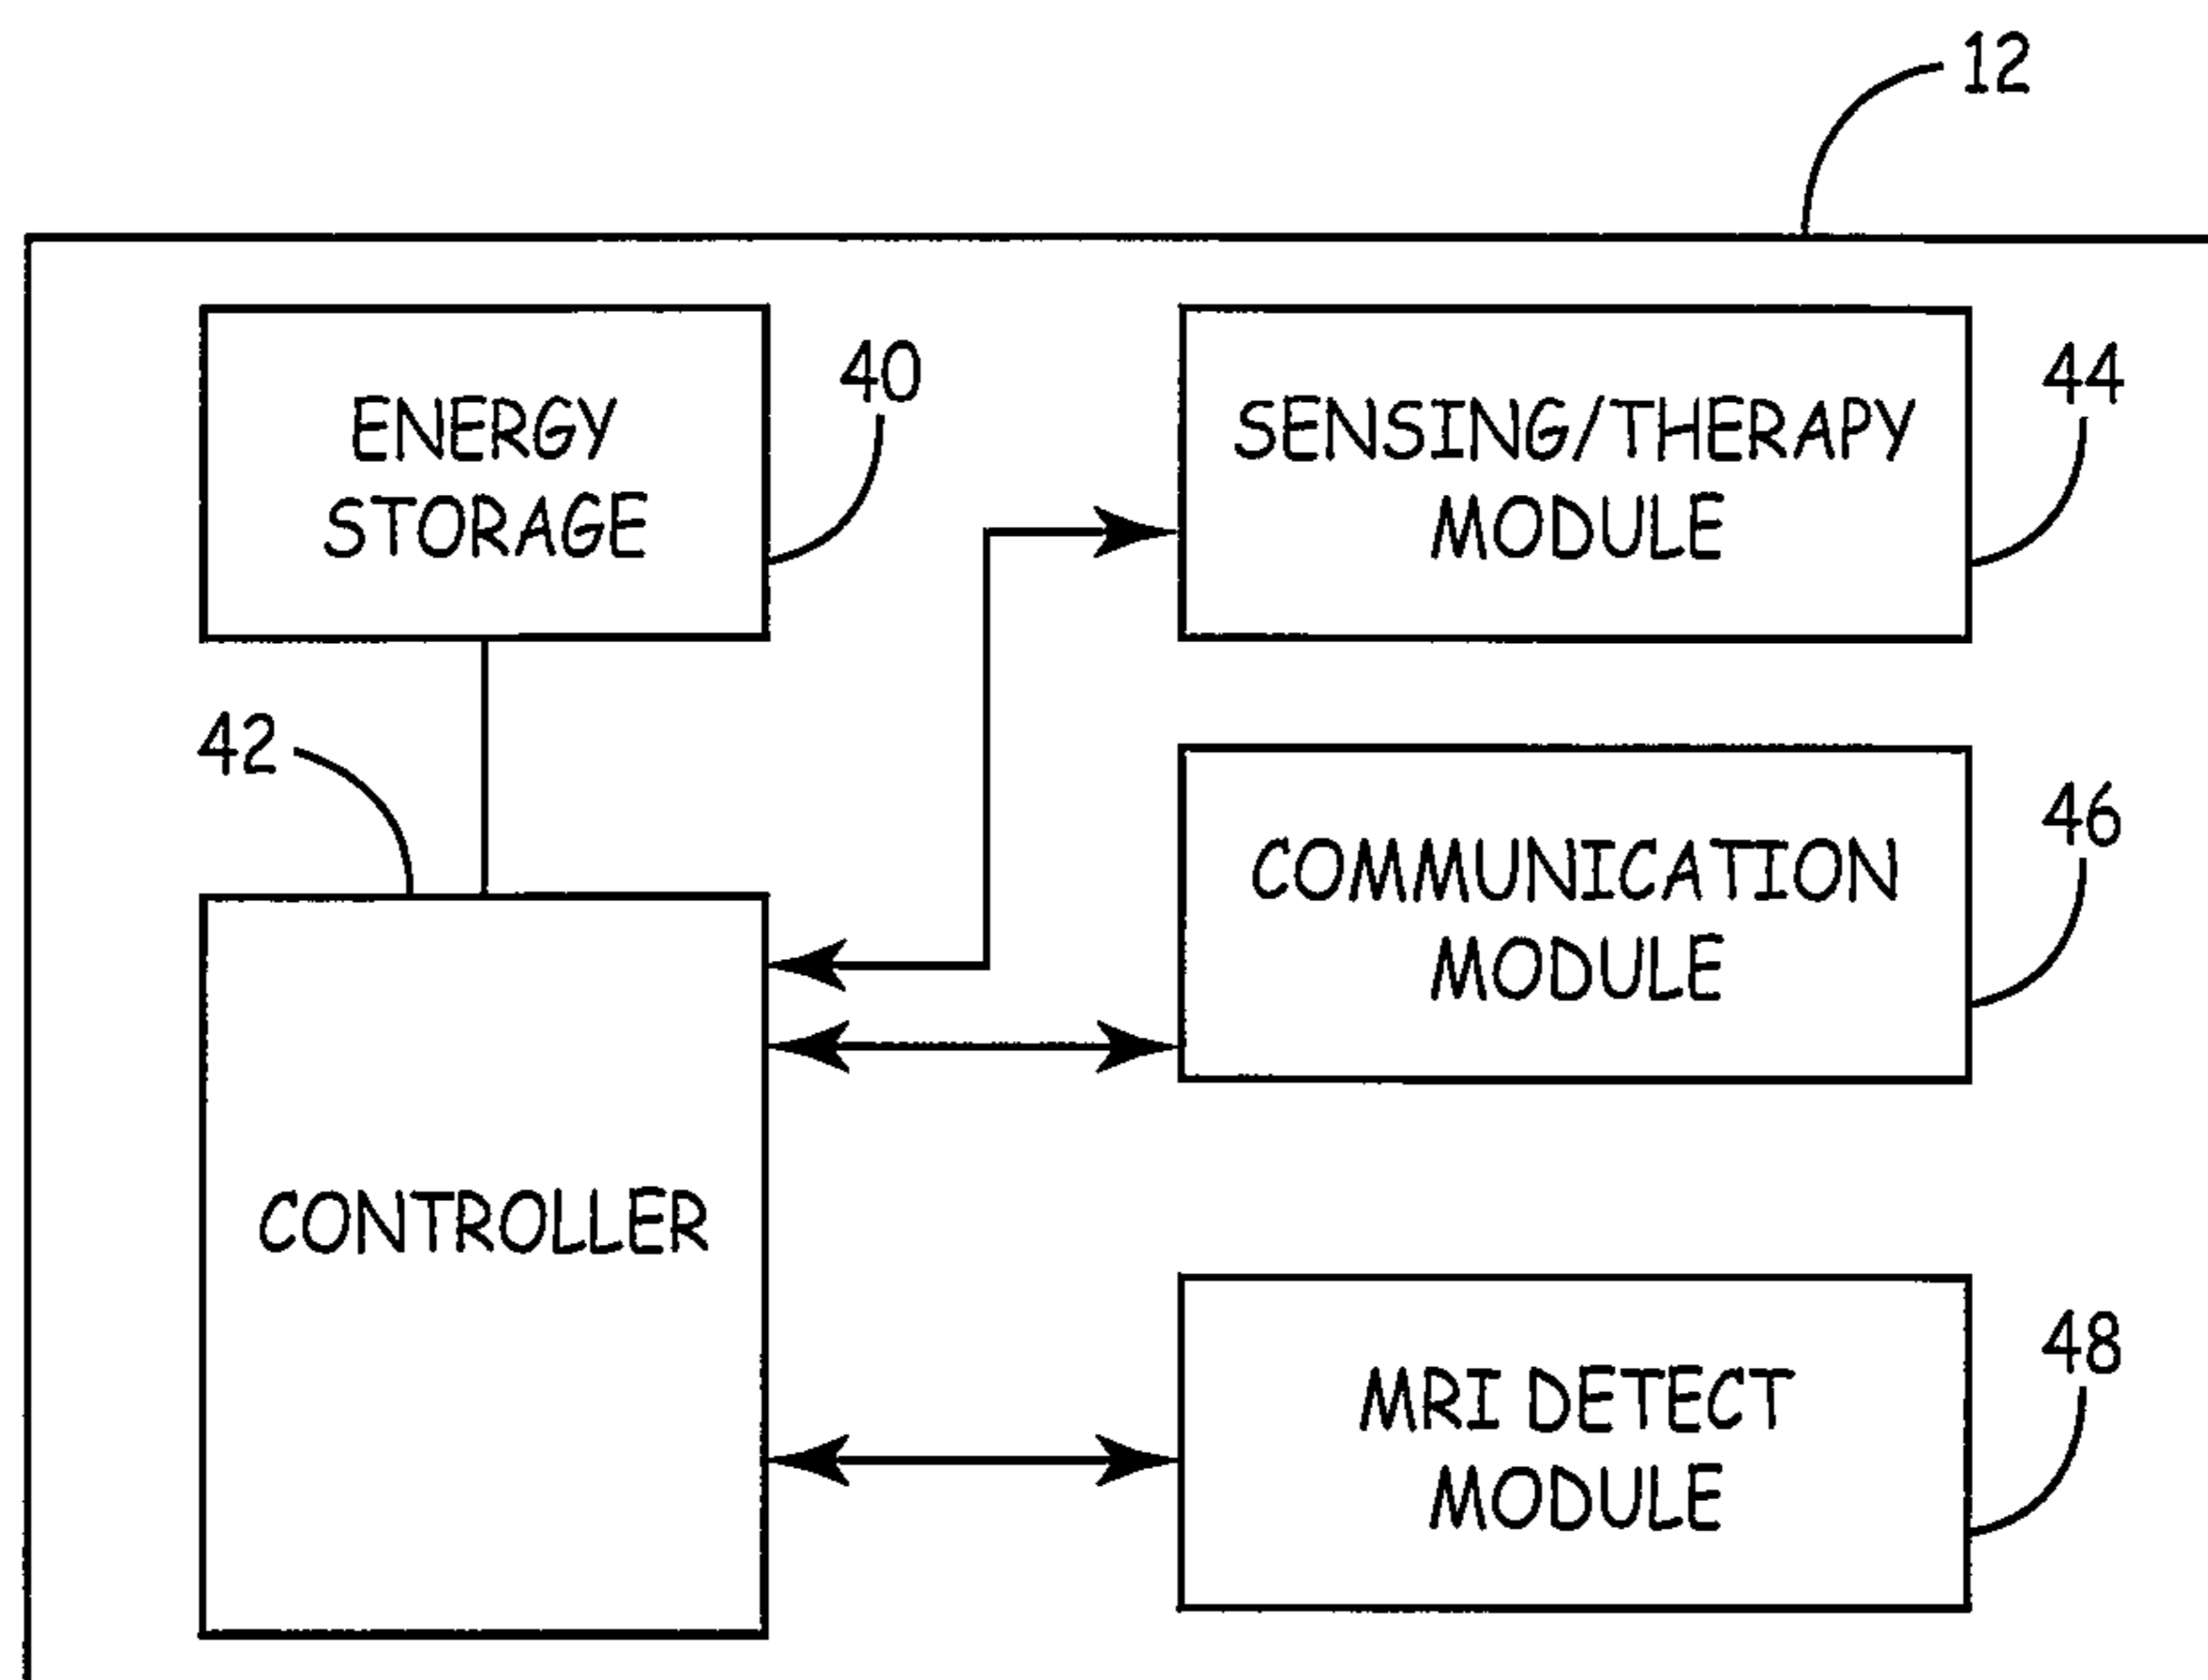 12
ENERGY
STORAGE
40
SENSING/THERAPY
MODULE
44
42
COMMUNICATION
MODULE
46
CONTROLLER
MRI DETECT
MODULE
48